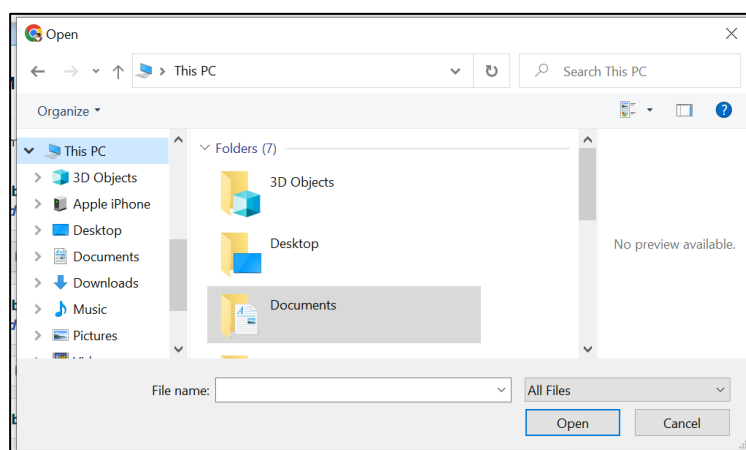 Open
This PC
Search This PC
Organize
This PC
3D Objects
Apple iPhone
Desktop
Documents
Downloads
Music
Pictures
Folders (7)
3D Objects
Desktop
Documents
No preview available.
File name:
All Files
Open
Cancel